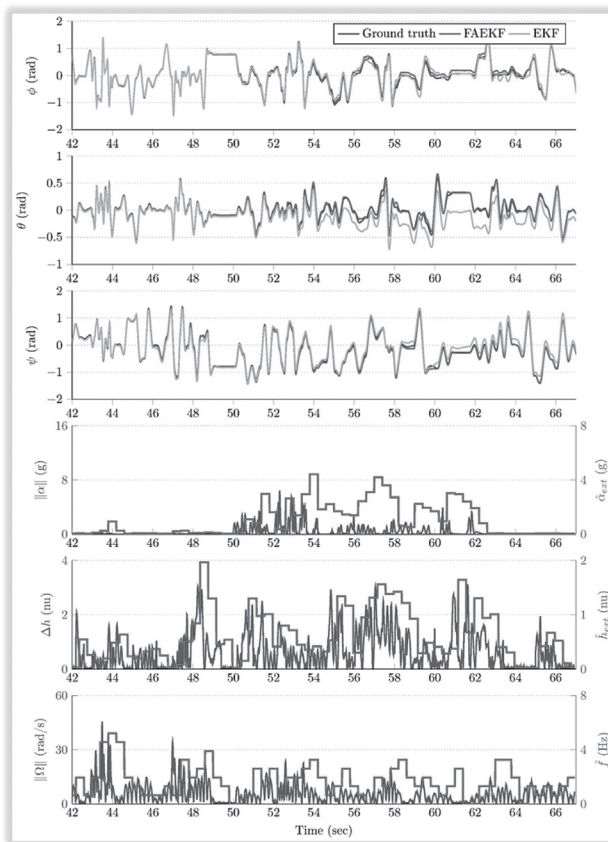 Ground truth FAEKF EKF
2
1
0
−1
−2
ϕ (rad)
42 44 46 48 50 52 54 56 58 60 62 64 66
1
0.5
0
−0.5
−1
θ (rad)
42 44 46 48 50 52 54 56 58 60 62 64 66
2
1
0
−1
−2
ψ (rad)
42 44 46 48 50 52 54 56 58 60 62 64 66
16
8
0
‖α‖ (g)
8
4
0
α̃ext (g)
42 44 46 48 50 52 54 56 58 60 62 64 66
4
2
0
Δh (nu)
2
1
0
h̃ext (nu)
42 44 46 48 50 52 54 56 58 60 62 64 66
60
30
0
‖Ω‖ (rad/s)
8
4
0
f̃ (Hz)
42 44 46 48 50 52 54 56 58 60 62 64 66
Time (sec)